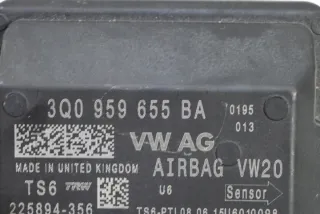 3Q0 959 655 BA 0195
013
VW AG
MADE IN UNITED KINGDOM AIRBAG VW20
TS6 TRW U6 Sensor
225894-356